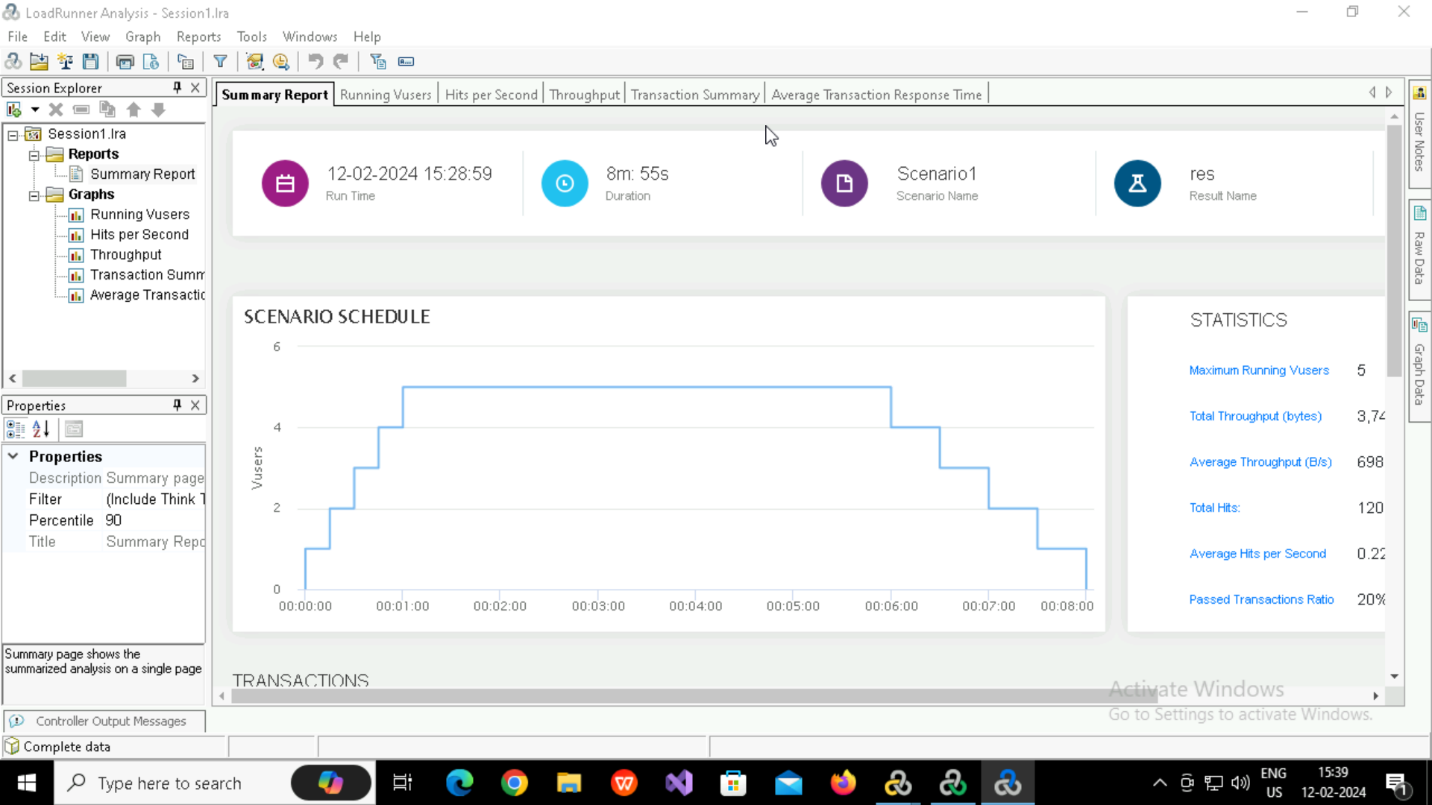 LoadRunner Analysis - Session1.lra
File Edit View Graph Reports Tools Windows Help
Session Explorer
Session1.lra
Reports
Summary Report
Graphs
Running Vusers
Hits per Second
Throughput
Transaction Summ
Average Transactic
Properties
Properties
Description Summary page
Filter (Include Think T
Percentile 90
Title Summary Repo
Summary page shows the
summarized analysis on a single page
Controller Output Messages
Complete data
Summary Report Running Vusers Hits per Second Throughput Transaction Summary Average Transaction Response Time
12-02-2024 15:28:59
Run Time
8m: 55s
Duration
Scenario1
Scenario Name
res
Result Name
SCENARIO SCHEDULE
6
4
2
0
Vusers
00:00:00 00:01:00 00:02:00 00:03:00 00:04:00 00:05:00 00:06:00 00:07:00 00:08:00
STATISTICS
Maximum Running Vusers 5
Total Throughput (bytes) 3,74
Average Throughput (B/s) 698
Total Hits: 120
Average Hits per Second 0.22
Passed Transactions Ratio 20%
TRANSACTIONS
User Notes
Raw Data
Graph Data
Activate Windows
Go to Settings to activate Windows.
Type here to search
ENG
US
15:39
12-02-2024
1